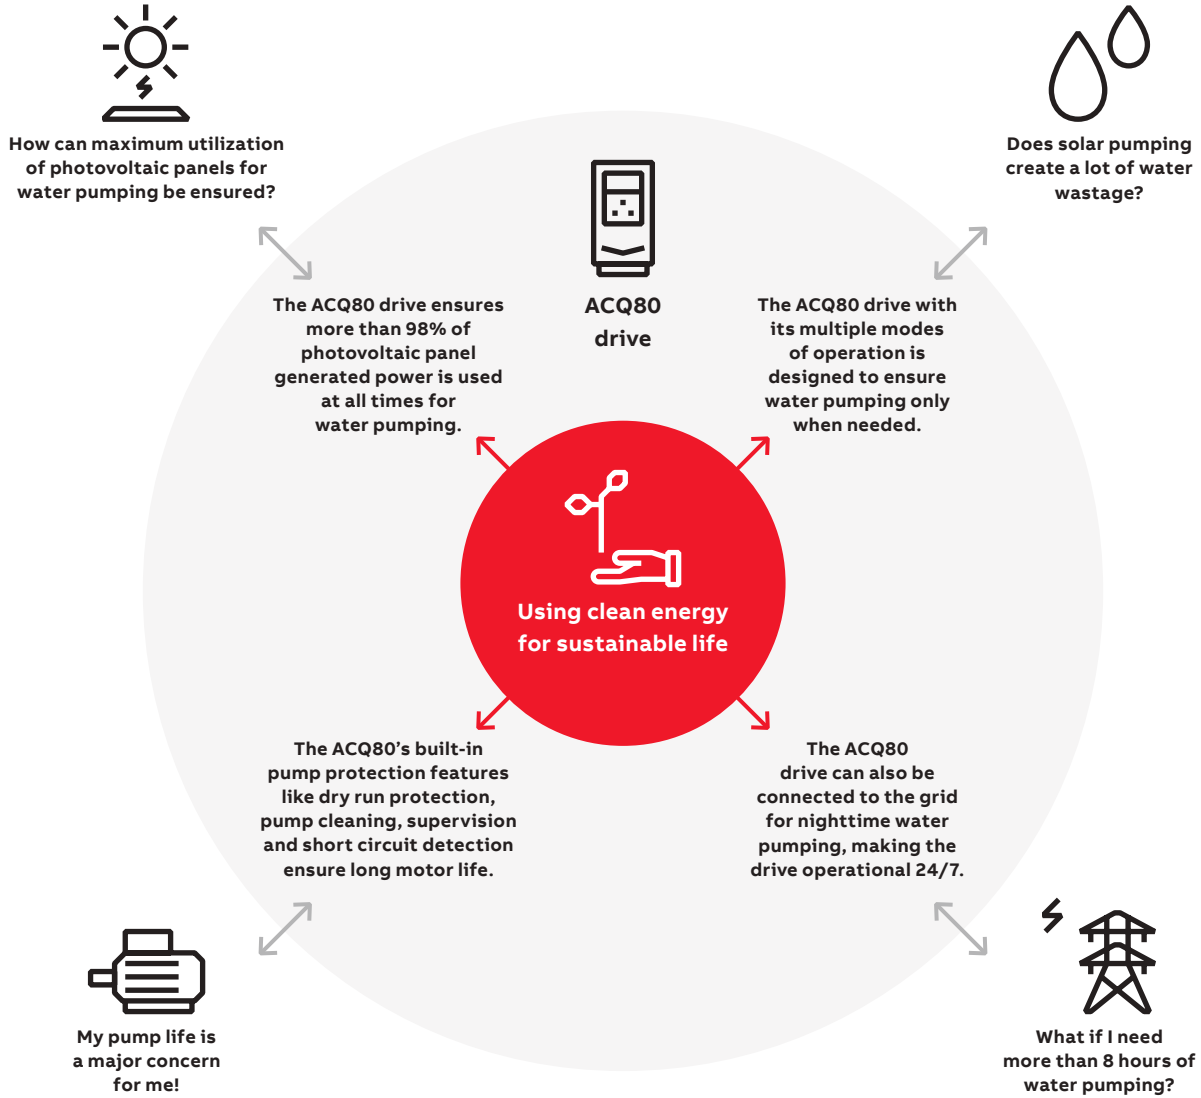 How can maximum utilization
of photovoltaic panels for
water pumping be ensured?
Does solar pumping
create a lot of water
wastage?
ACQ80
drive
The ACQ80 drive ensures
more than 98% of
photovoltaic panel
generated power is used
at all times for
water pumping.
The ACQ80 drive with
its multiple modes
of operation is
designed to ensure
water pumping only
when needed.
Using clean energy
for sustainable life
The ACQ80’s built-in
pump protection features
like dry run protection,
pump cleaning, supervision
and short circuit detection
ensure long motor life.
The ACQ80
drive can also be
connected to the grid
for nighttime water
pumping, making the
drive operational 24/7.
My pump life is
a major concern
for me!
What if I need
more than 8 hours of
water pumping?